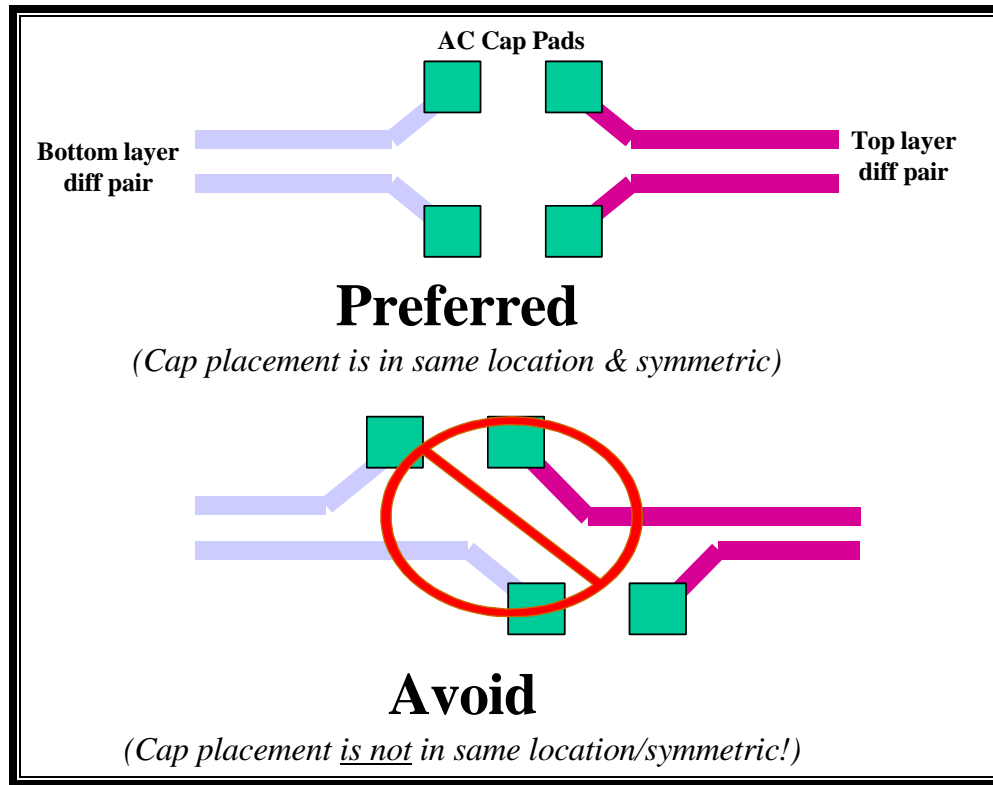 AC Cap Pads
Bottom layer
diff pair
Top layer
diff pair
Preferred
(Cap placement is in same location & symmetric)
Avoid
(Cap placement is not in same location/symmetric!)